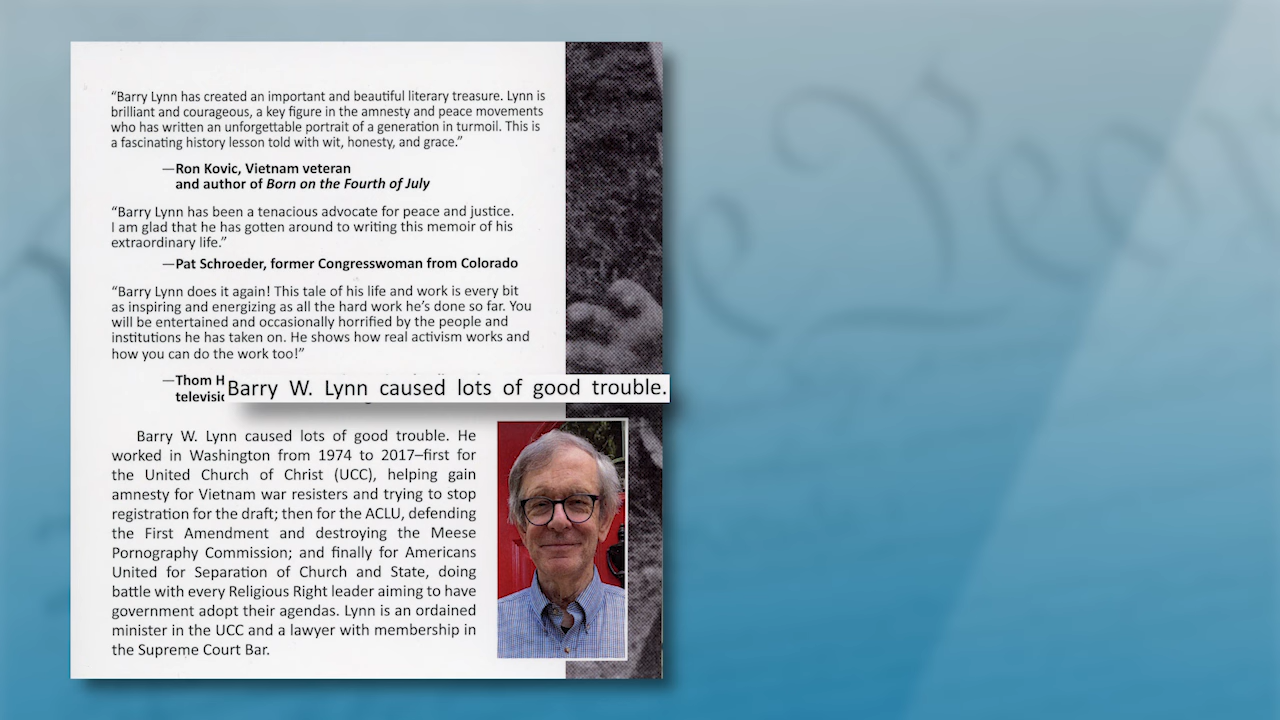 “Barry Lynn has created an important and beautiful literary treasure. Lynn is
brilliant and courageous, a key figure in the amnesty and peace movements
who has written an unforgettable portrait of a generation in turmoil. This is
a fascinating history lesson told with wit, honesty, and grace.”
—Ron Kovic, Vietnam veteran
and author of Born on the Fourth of July
“Barry Lynn has been a tenacious advocate for peace and justice.
I am glad that he has gotten around to writing this memoir of his
extraordinary life.”
—Pat Schroeder, former Congresswoman from Colorado
“Barry Lynn does it again! This tale of his life and work is every bit
as inspiring and energizing as all the hard work he’s done so far. You
will be entertained and occasionally horrified by the people and
institutions he has taken on. He shows how real activism works and
how you can do the work too!”
—Thom
Barry W. Lynn caused lots of good trouble.
Barry W. Lynn caused lots of good trouble. He
worked in Washington from 1974 to 2017–first for
the United Church of Christ (UCC), helping gain
amnesty for Vietnam war resisters and trying to stop
registration for the draft; then for the ACLU, defending
the First Amendment and destroying the Meese
Pornography Commission; and finally for Americans
United for Separation of Church and State, doing
battle with every Religious Right leader aiming to have
government adopt their agendas. Lynn is an ordained
minister in the UCC and a lawyer with membership in
the Supreme Court Bar.